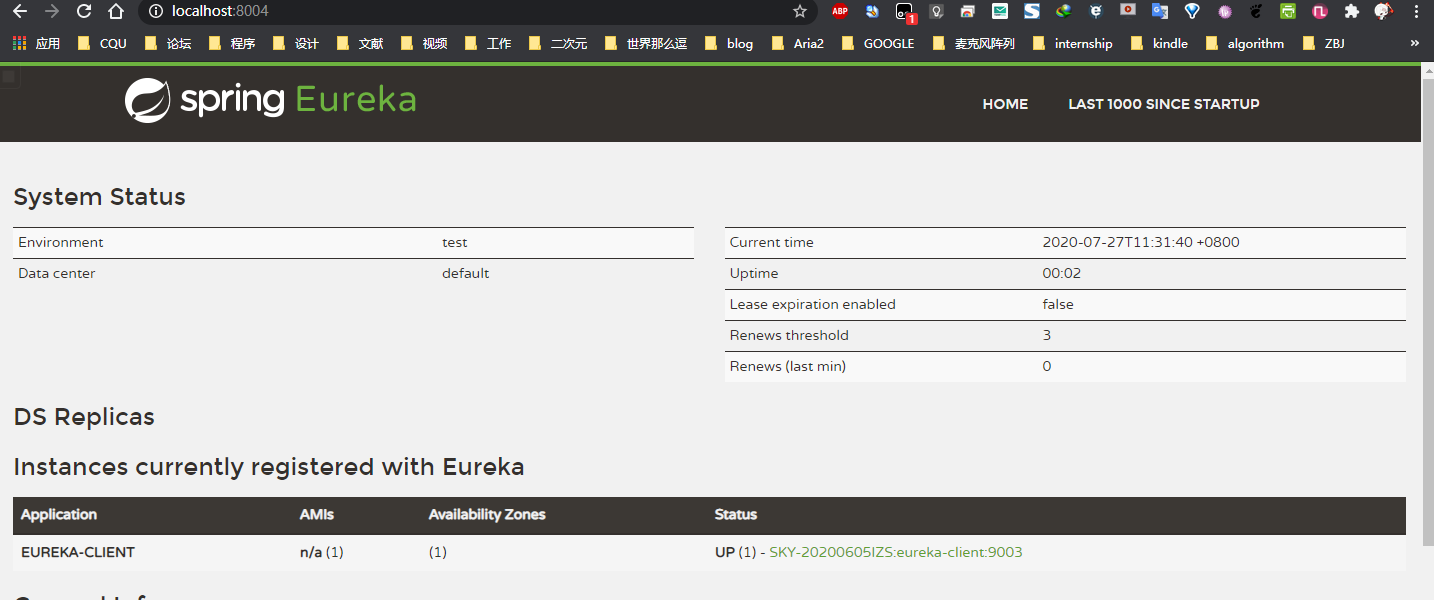 localhost:8004
ABP
1
应用 CQU 论坛 程序 设计 文献 视频 工作 二次元 世界那么逗 blog Aria2 GOOGLE 麦克风阵列 internship kindle algorithm ZBJ »
spring Eureka
HOME LAST 1000 SINCE STARTUP
System Status
Environment test
Data center default
Current time 2020-07-27T11:31:40 +0800
Uptime 00:02
Lease expiration enabled false
Renews threshold 3
Renews (last min) 0
DS Replicas
Instances currently registered with Eureka
Application AMIs Availability Zones Status
EUREKA-CLIENT n/a (1) (1) UP (1) - SKY-20200605IZS:eureka-client:9003